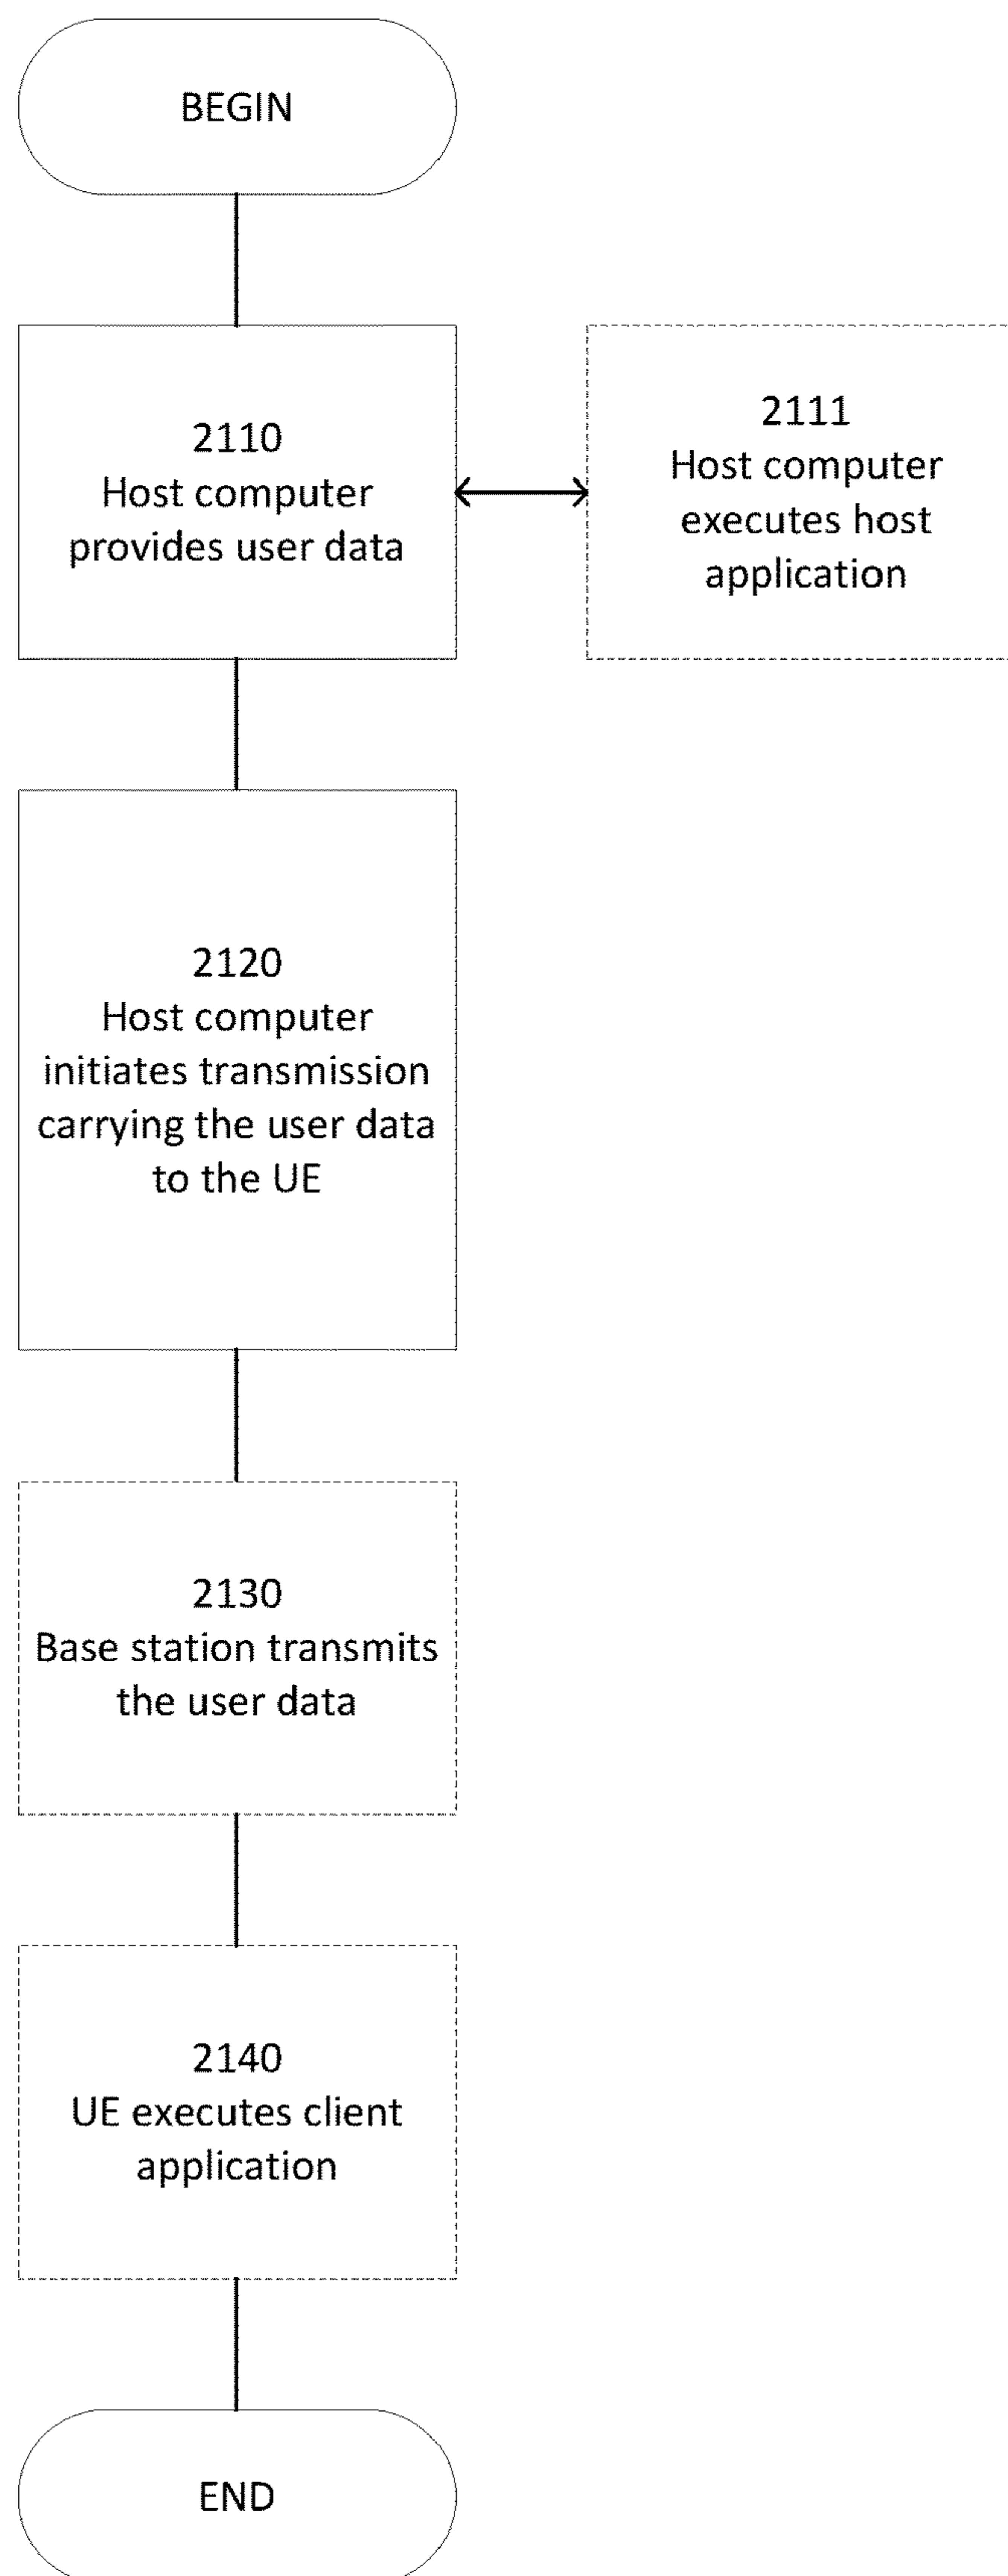 BEGIN
2110
Host computer
provides user data
2111
Host computer
executes host
application
2120
Host computer
initiates transmission
carrying the user data
to the UE
2130
Base station transmits
the user data
2140
UE executes client
application
END